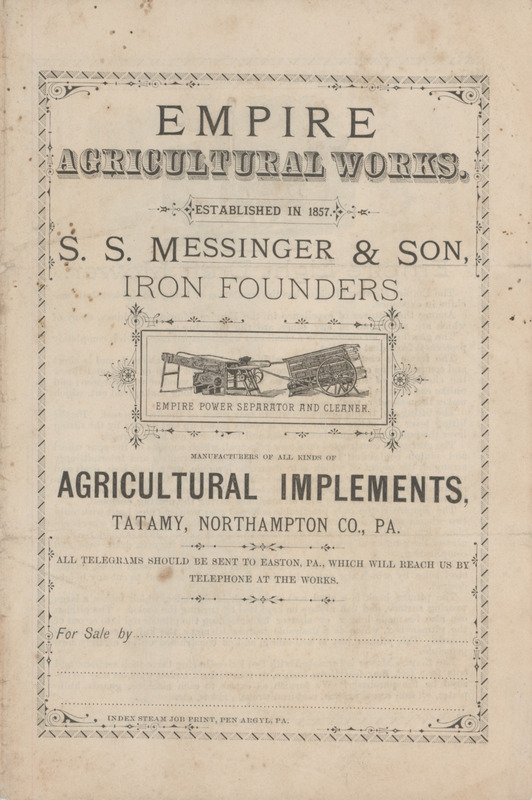 EMPIRE
AGRICULTURAL WORKS.
ESTABLISHED IN 1857.
S. S. MESSINGER & SON,
IRON FOUNDERS.
EMPIRE POWER SEPARATOR AND CLEANER.
MANUFACTURERS OF ALL KINDS OF
AGRICULTURAL IMPLEMENTS,
TATAMY, NORTHAMPTON CO., PA.
ALL TELEGRAMS SHOULD BE SENT TO EASTON, PA., WHICH WILL REACH US BY
TELEPHONE AT THE WORKS.
For Sale by
INDEX STEAM JOB PRINT, PEN ARGYL, PA.